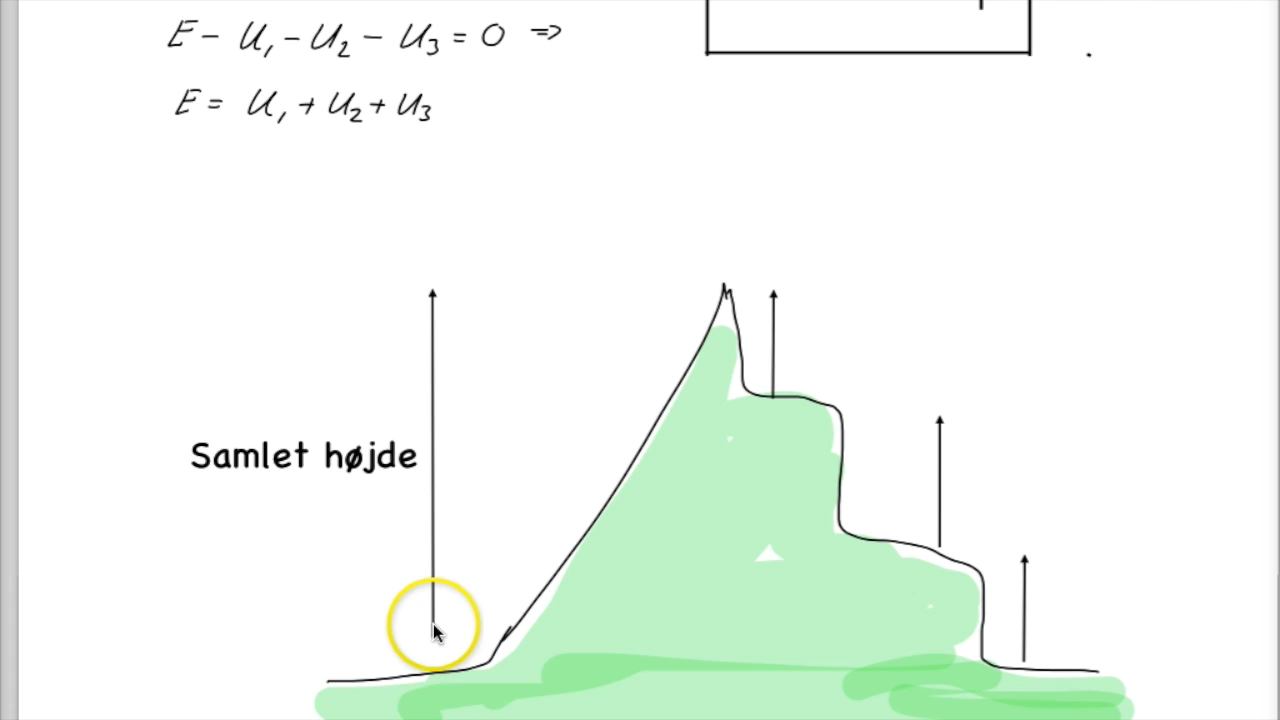 E - U₁ - U₂ - U₃ = 0 ⇒
E = U₁ + U₂ + U₃
Samlet højde